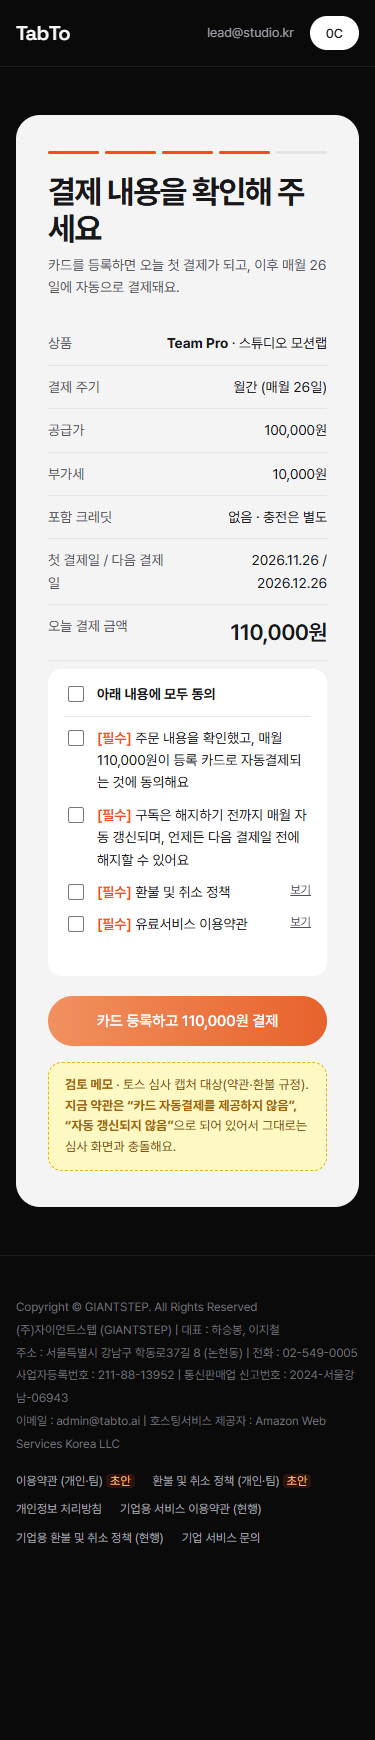 TabTo
lead@studio.kr
0C
결제 내용을 확인해 주
세요
카드를 등록하면 오늘 첫 결제가 되고, 이후 매월 26
일에 자동으로 결제돼요.
상품 Team Pro · 스튜디오 모션랩
결제 주기 월간 (매월 26일)
공급가 100,000원
부가세 10,000원
포함 크레딧 없음 · 충전은 별도
첫 결제일 / 다음 결제
일
2026.11.26 /
2026.12.26
오늘 결제 금액 110,000원
아래 내용에 모두 동의
[필수] 주문 내용을 확인했고, 매월
110,000원이 등록 카드로 자동결제되
는 것에 동의해요
[필수] 구독은 해지하기 전까지 매월 자
동 갱신되며, 언제든 다음 결제일 전에
해지할 수 있어요
[필수] 환불 및 취소 정책 보기
[필수] 유료서비스 이용약관 보기
카드 등록하고 110,000원 결제
검토 메모 · 토스 심사 캡처 대상(약관·환불 규정).
지금 약관은 “카드 자동결제를 제공하지 않음”,
“자동 갱신되지 않음”으로 되어 있어서 그대로는
심사 화면과 충돌해요.
Copyright © GIANTSTEP. All Rights Reserved
(주)자이언트스텝 (GIANTSTEP) | 대표 : 하승봉, 이지철
주소 : 서울특별시 강남구 학동로37길 8 (논현동) | 전화 : 02-549-0005
사업자등록번호 : 211-88-13952 | 통신판매업 신고번호 : 2024-서울강
남-06943
이메일 : admin@tabto.ai | 호스팅서비스 제공자 : Amazon Web
Services Korea LLC
이용약관 (개인·팀) 초안 환불 및 취소 정책 (개인·팀) 초안
개인정보 처리방침 기업용 서비스 이용약관 (현행)
기업용 환불 및 취소 정책 (현행) 기업 서비스 문의